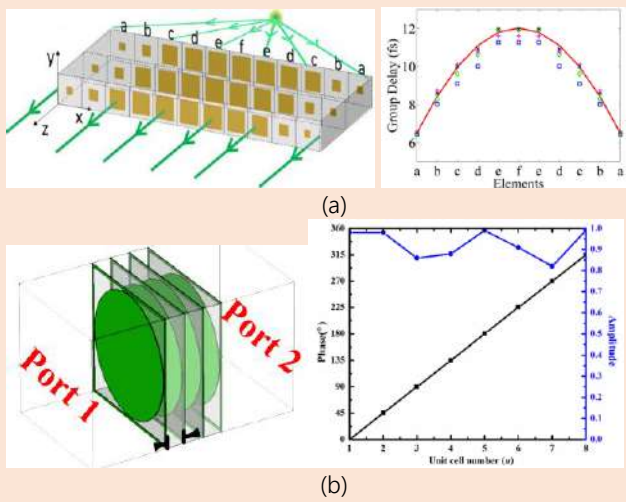 a b c d e f e d c b a
y
x
z
Group Delay (fs)
12
10
8
6
a b c d e f e d c b a
Elements
(a)
Port 1
Port 2
Phase(°)
360
315
270
225
180
135
90
45
0
1 2 3 4 5 6 7 8
Unit cell number (u)
1.0
0.9
0.8
0.7
0.6
0.5
0.4
0.3
0.2
0.1
0.0
Amplitude
(b)